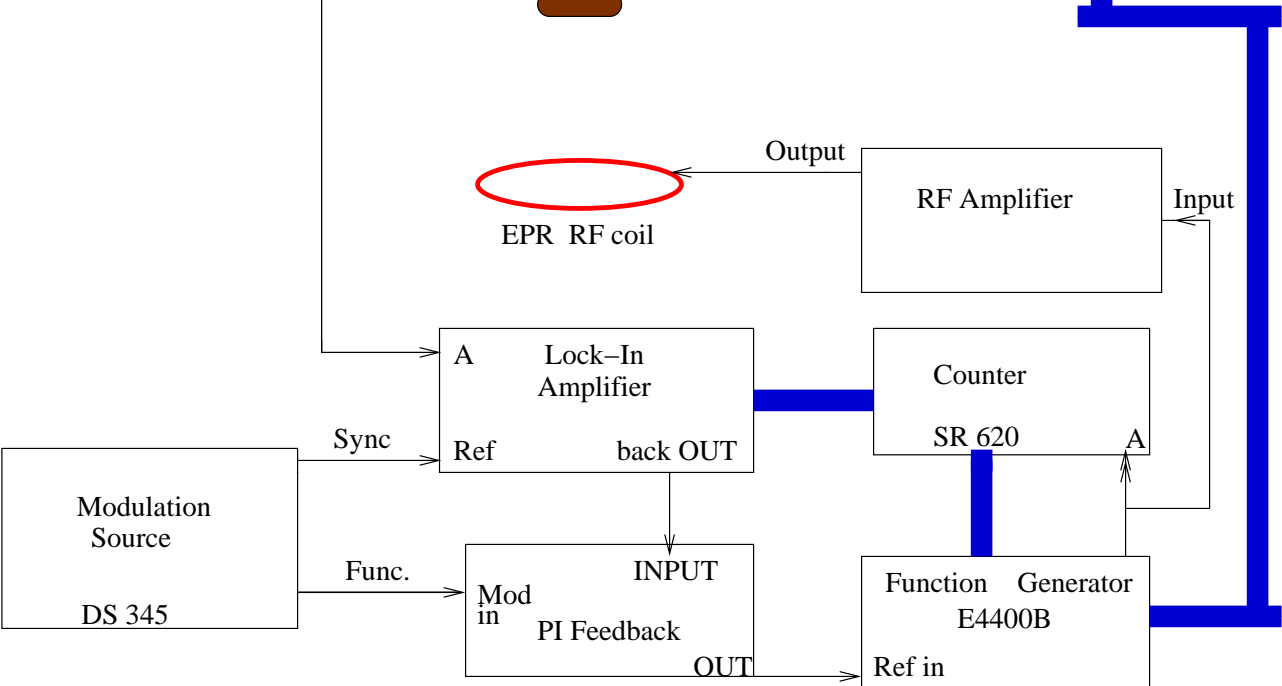 Output
RF Amplifier
Input
EPR RF coil
A
Lock−In
Amplifier
Ref
back OUT
Counter
SR 620
A
Sync
Modulation
Source
DS 345
Func.
INPUT
Mod
in
PI Feedback
OUT
Function Generator
E4400B
Ref in